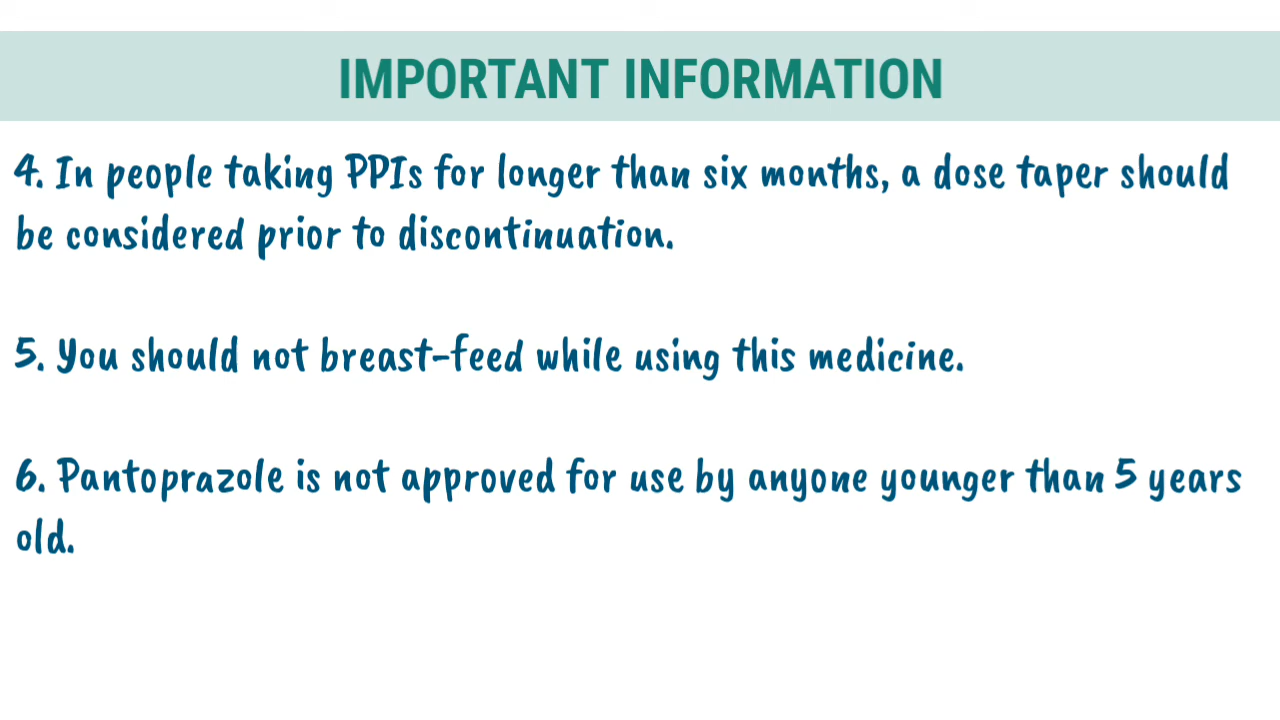 IMPORTANT INFORMATION
4. In people taking PPIs for longer than six months, a dose taper should
be considered prior to discontinuation.
5. You should not breast-feed while using this medicine.
6. Pantoprazole is not approved for use by anyone younger than 5 years
old.